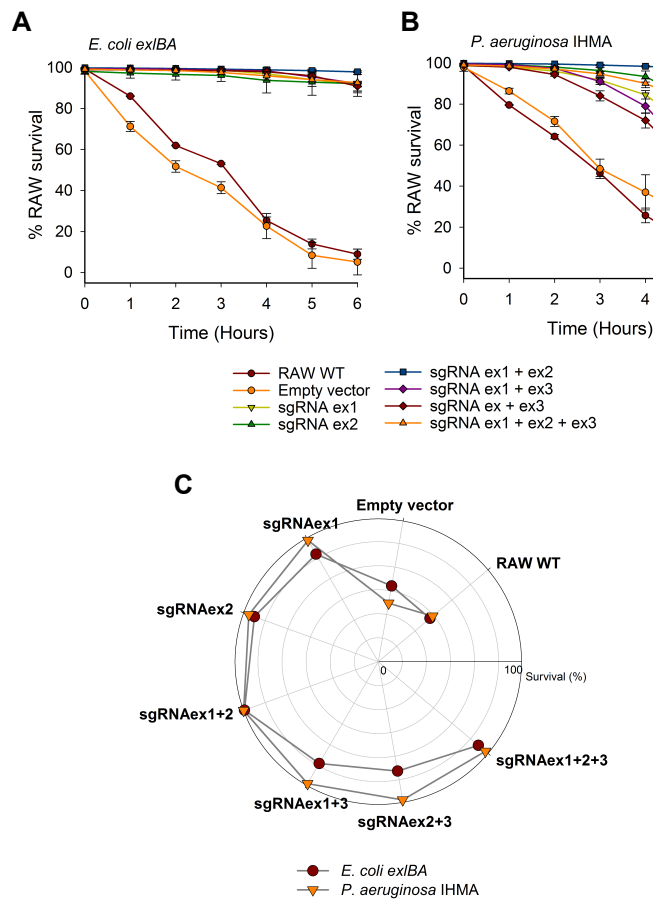 A
B
E. coli exlBA
P. aeruginosa IHMA
100
80
60
40
20
0
% RAW survival
0 1 2 3 4 5 6
Time (Hours)
100
80
60
40
20
0
% RAW survival
0 1 2 3 4
Time (Hours)
RAW WT
Empty vector
sgRNA ex1
sgRNA ex2
sgRNA ex1 + ex2
sgRNA ex1 + ex3
sgRNA ex + ex3
sgRNA ex1 + ex2 + ex3
C
Empty vector
sgRNAex1
RAW WT
sgRNAex2
0
100
Survival (%)
sgRNAex1+2
sgRNAex1+2+3
sgRNAex1+3
sgRNAex2+3
E. coli exlBA
P. aeruginosa IHMA